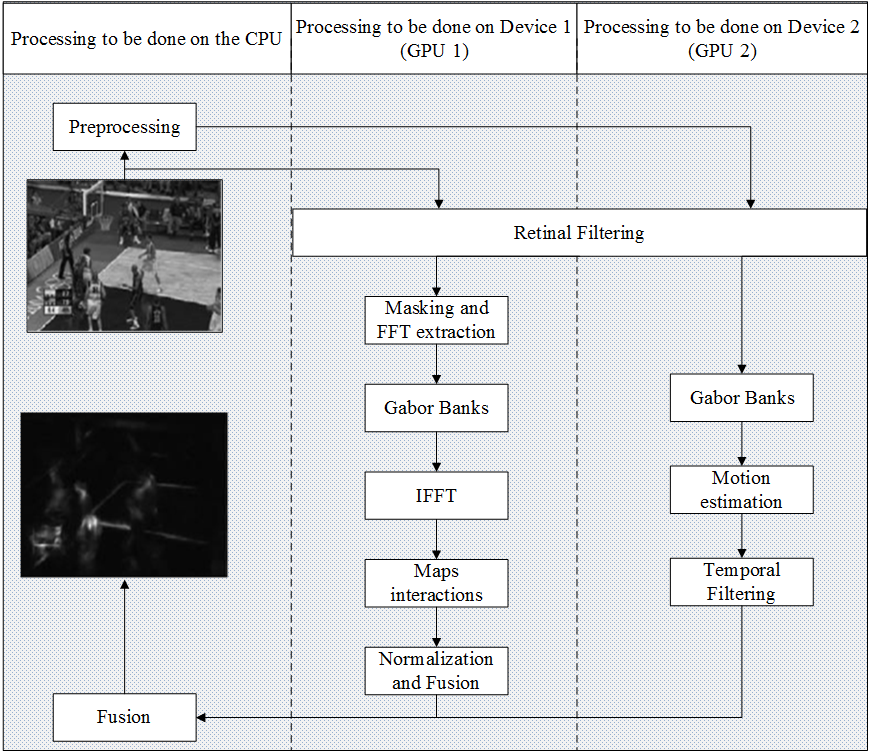 Processing to be done on the CPU
Processing to be done on Device 1
(GPU 1)
Processing to be done on Device 2
(GPU 2)
Preprocessing
Retinal Filtering
Masking and
FFT extraction
Gabor Banks
IFFT
Maps
interactions
Normalization
and Fusion
Gabor Banks
Motion
estimation
Temporal
Filtering
Fusion